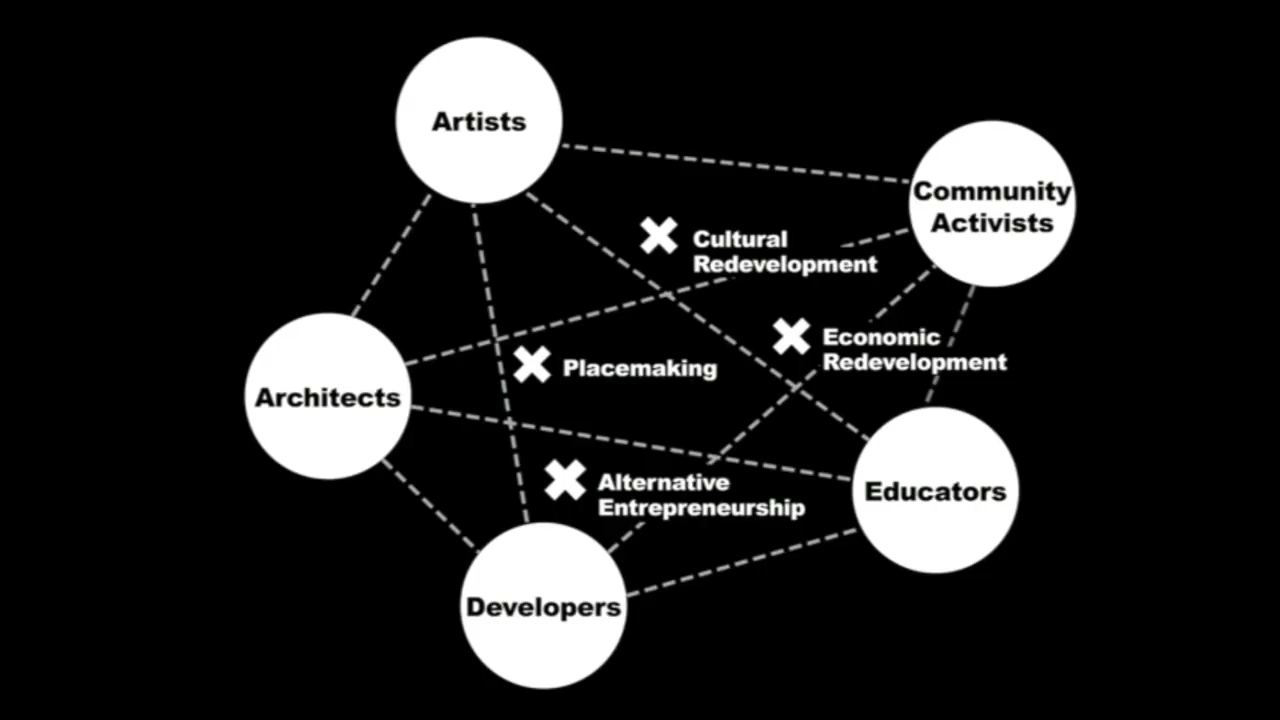 Artists
Community
Activists
Cultural
Redevelopment
Economic
Redevelopment
Placemaking
Architects
Alternative
Entrepreneurship
Educators
Developers